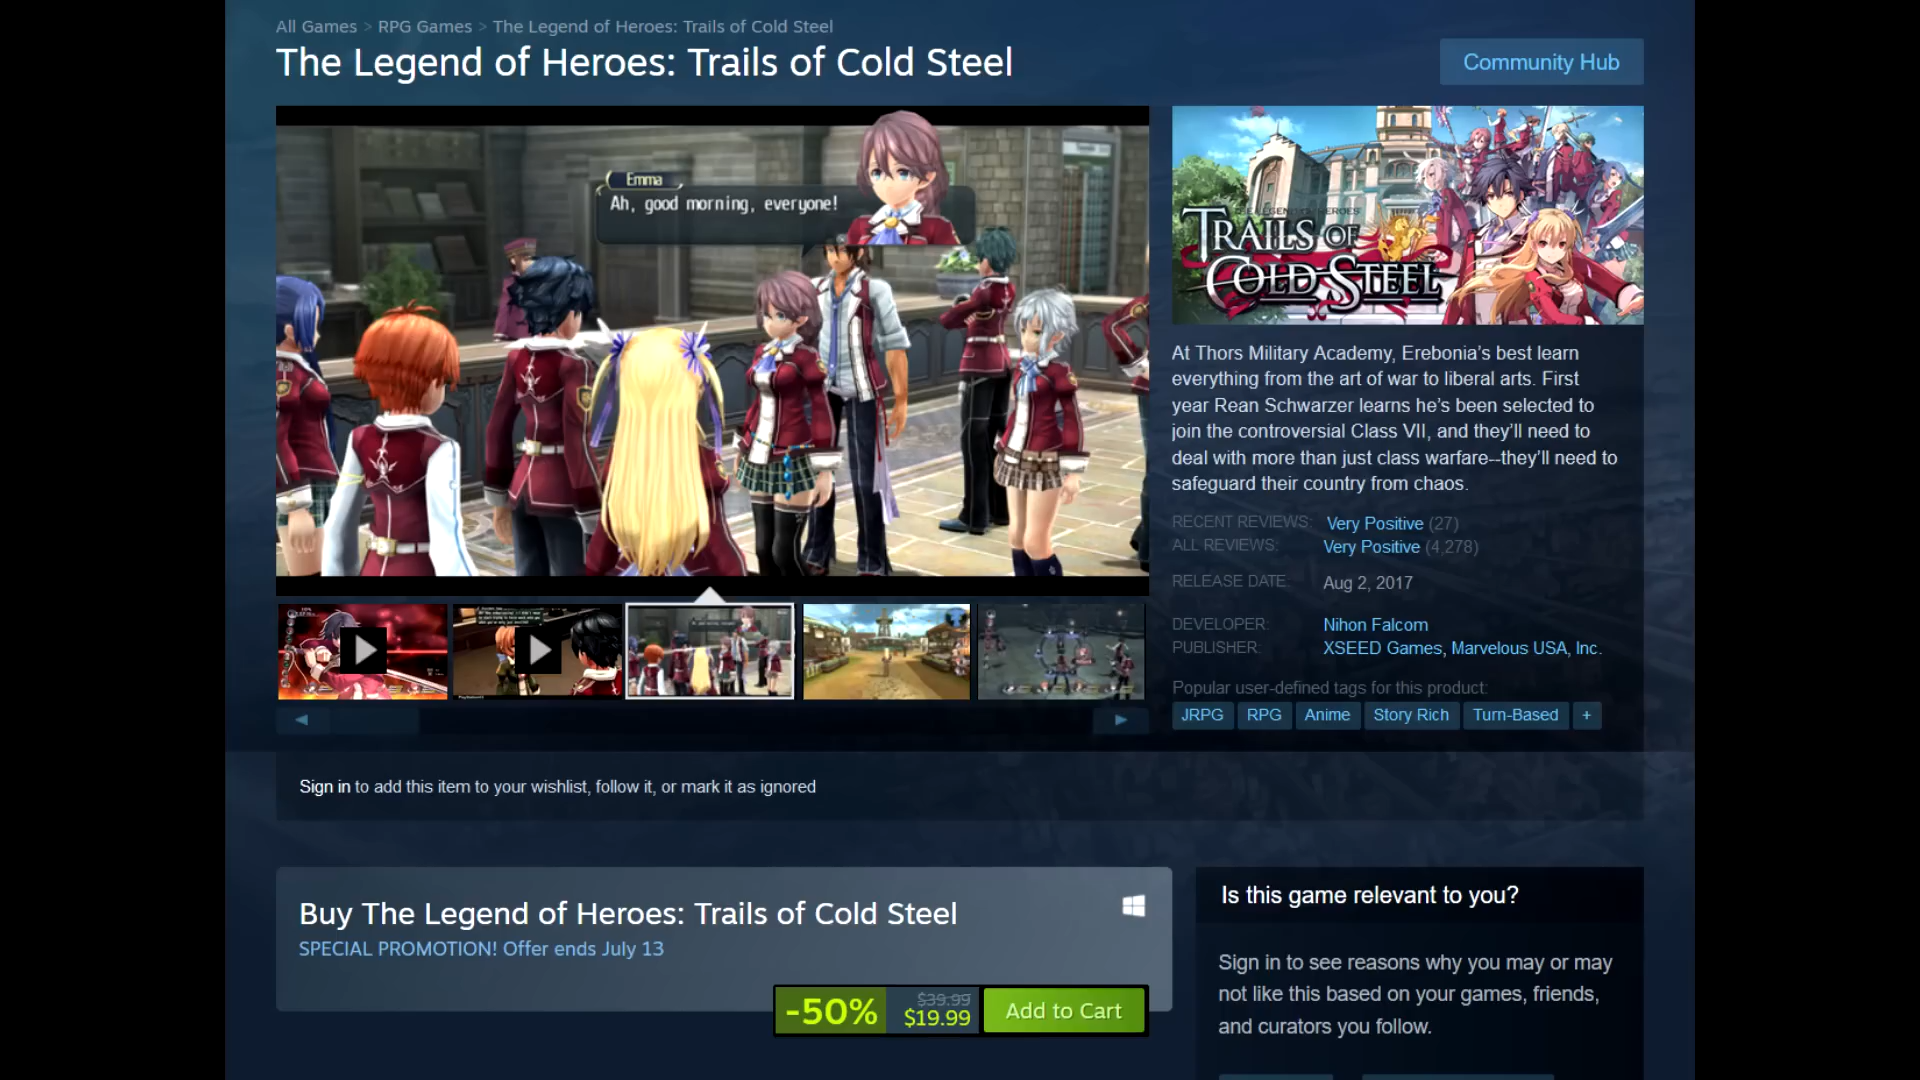 All Games > RPG Games > The Legend of Heroes: Trails of Cold Steel
The Legend of Heroes: Trails of Cold Steel
Community Hub
Emma
Ah, good morning, everyone!
THE LEGEND OF HEROES
TRAILS OF
COLD STEEL
At Thors Military Academy, Erebonia's best learn
everything from the art of war to liberal arts. First
year Rean Schwarzer learns he's been selected to
join the controversial Class VII, and they'll need to
deal with more than just class warfare--they'll need to
safeguard their country from chaos.
RECENT REVIEWS: Very Positive (27)
ALL REVIEWS: Very Positive (4,278)
RELEASE DATE: Aug 2, 2017
DEVELOPER: Nihon Falcom
PUBLISHER: XSEED Games, Marvelous USA, Inc.
Popular user-defined tags for this product:
JRPG RPG Anime Story Rich Turn-Based +
Sign in to add this item to your wishlist, follow it, or mark it as ignored
Buy The Legend of Heroes: Trails of Cold Steel
SPECIAL PROMOTION! Offer ends July 13
-50% $39.99 $19.99 Add to Cart
Is this game relevant to you?
Sign in to see reasons why you may or may
not like this based on your games, friends,
and curators you follow.